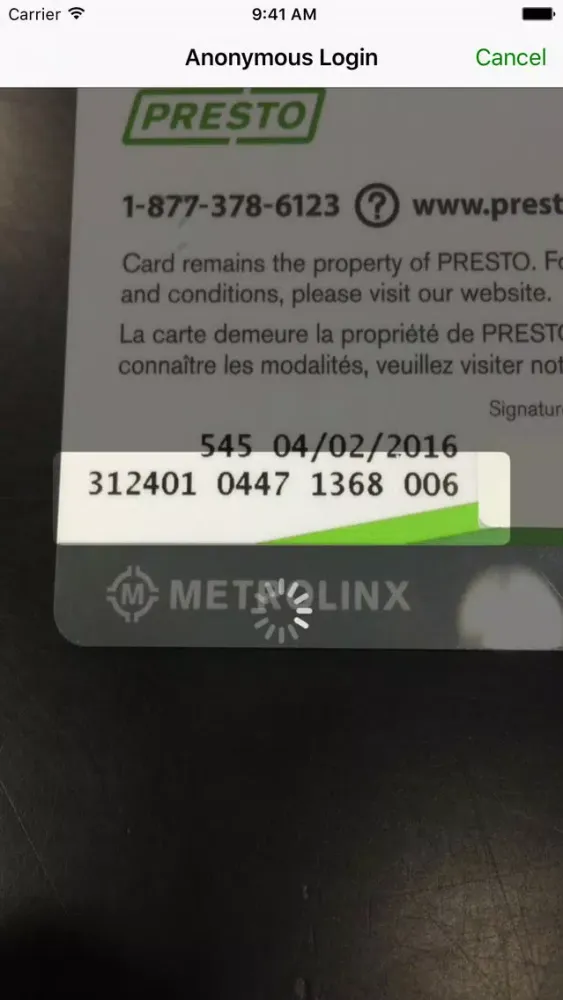 Carrier 9:41 AM
Anonymous Login Cancel
PRESTO
1-877-378-6123 ? www.prest
Card remains the property of PRESTO. Fo
and conditions, please visit our website.
La carte demeure la propriété de PRESTO
connaître les modalités, veuillez visiter not
Signatur
545 04/02/2016
312401 0447 1368 006
M METROLINX